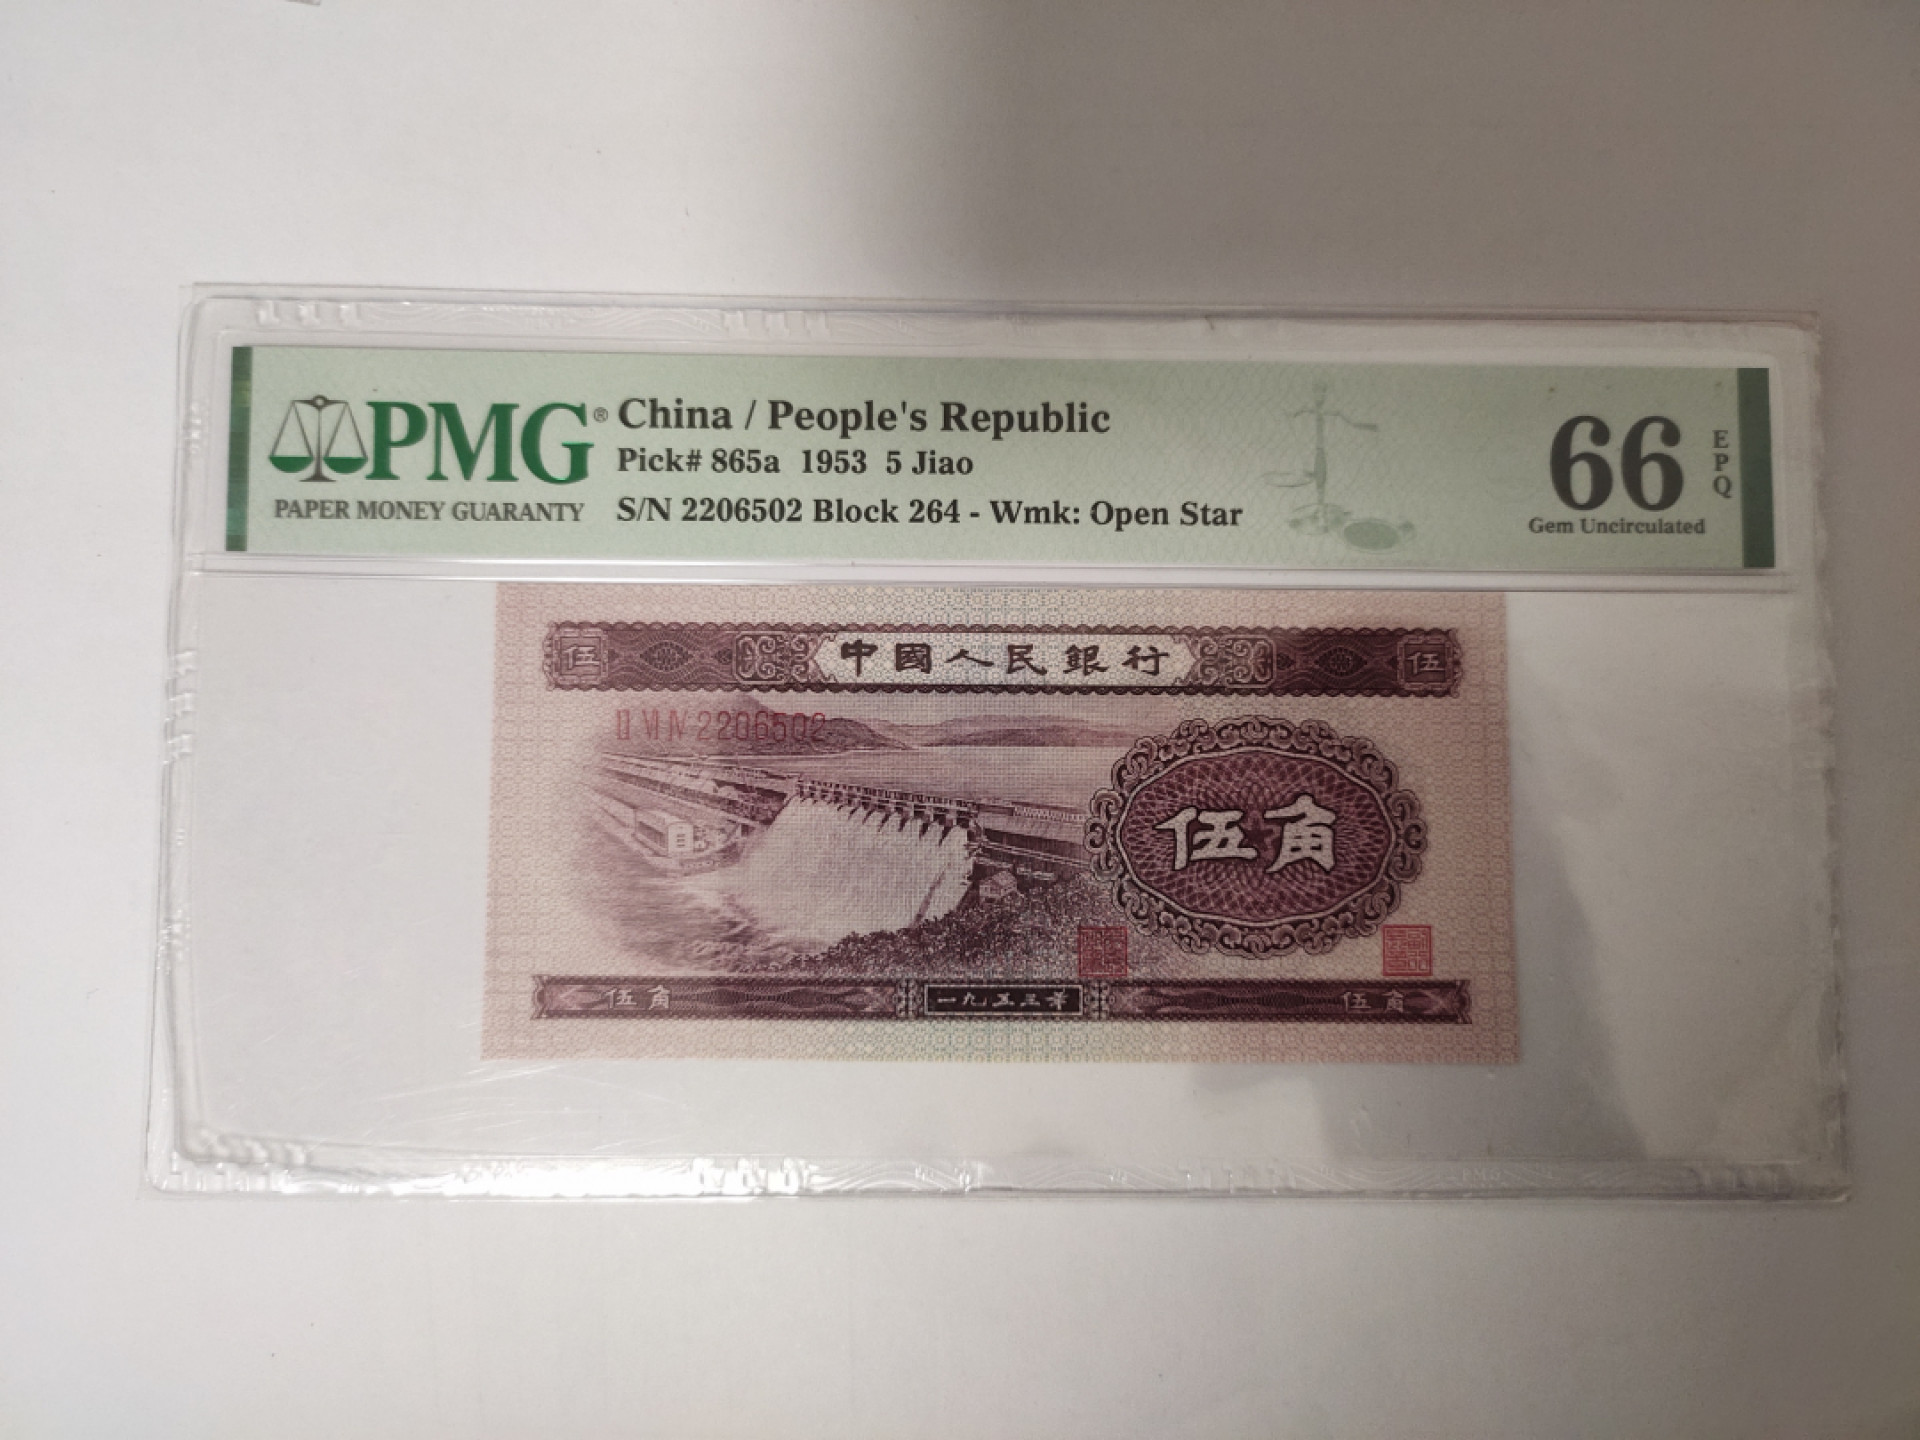 PMG®
PAPER MONEY GUARANTY
China / People's Republic
Pick# 865a 1953 5 Jiao
S/N 2206502 Block 264 - Wmk: Open Star
66
EPQ
Gem Uncirculated
伍 中國人民銀行 伍
II VI IV 2206502
伍角
伍角 一九五三年 伍角